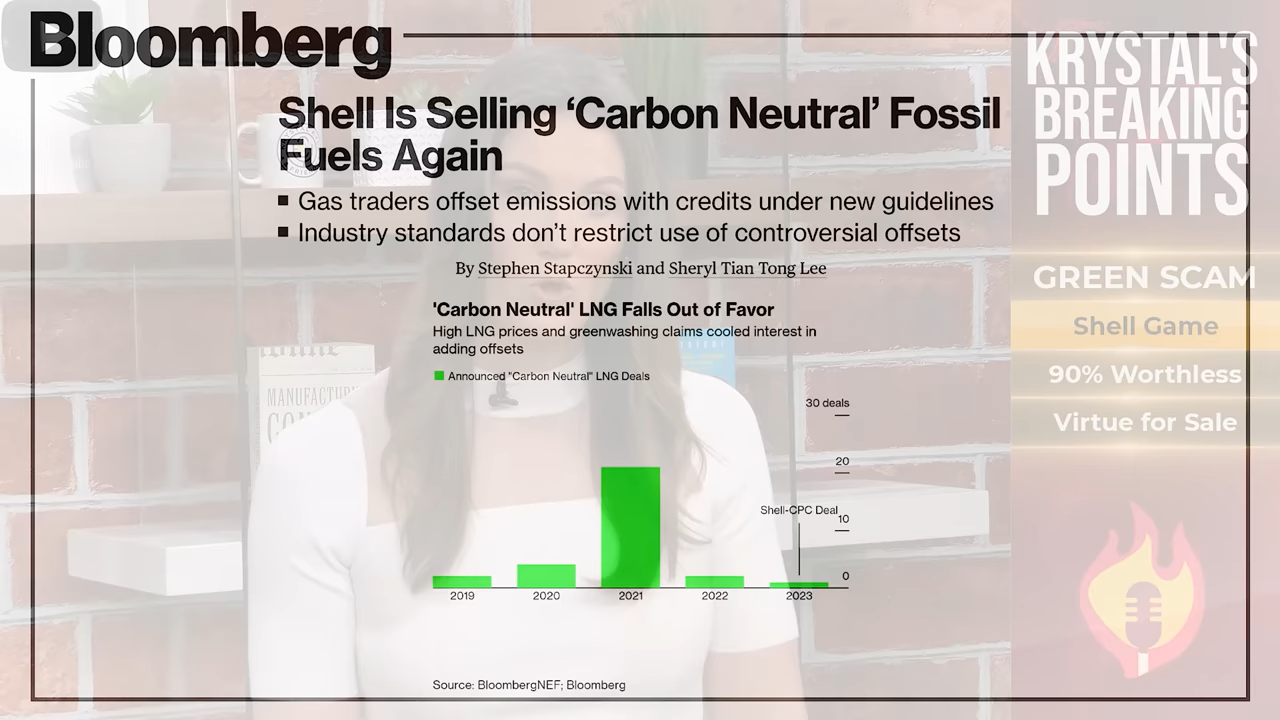 Bloomberg
Shell Is Selling ‘Carbon Neutral’ Fossil
Fuels Again
Gas traders offset emissions with credits under new guidelines
Industry standards don’t restrict use of controversial offsets
By Stephen Stapczynski and Sheryl Tian Tong Lee
'Carbon Neutral' LNG Falls Out of Favor
High LNG prices and greenwashing claims cooled interest in
adding offsets
Announced "Carbon Neutral" LNG Deals
30 deals
20
Shell-CPC Deal
10
0
2019 2020 2021 2022 2023
Source: BloombergNEF; Bloomberg
KRYSTAL'S
BREAKING
POINTS
GREEN SCAM
Shell Game
90% Worthless
Virtue for Sale
MANUFACTUR